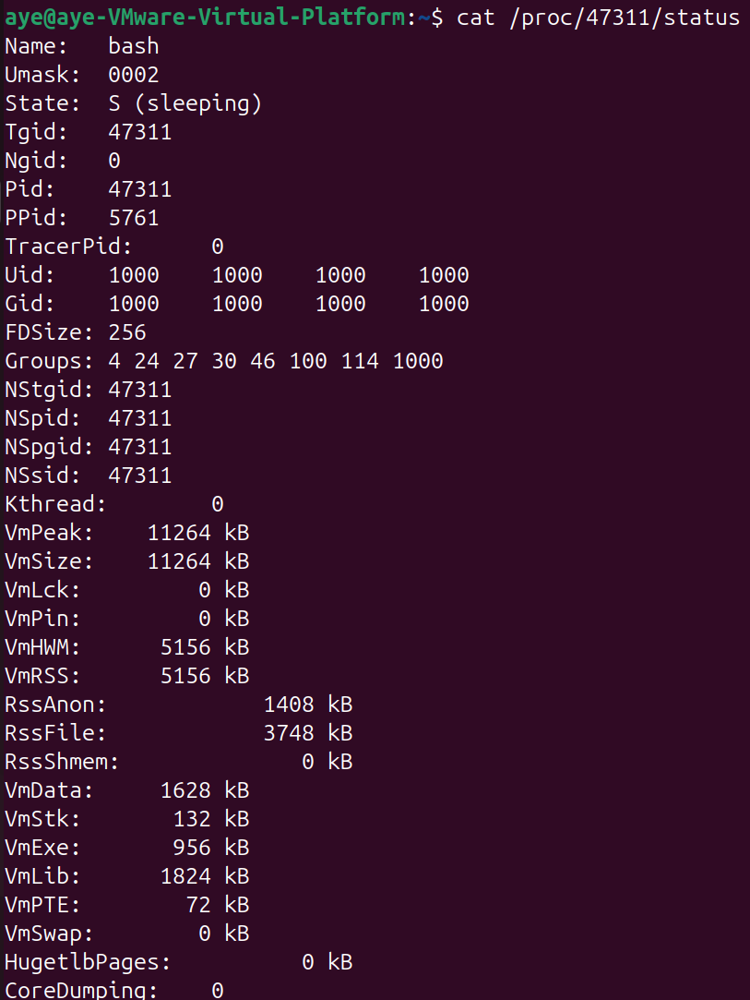 aye@aye-VMware-Virtual-Platform:~$ cat /proc/47311/status
Name:   bash
Umask:  0002
State:  S (sleeping)
Tgid:   47311
Ngid:   0
Pid:    47311
PPid:   5761
TracerPid:      0
Uid:    1000    1000    1000    1000
Gid:    1000    1000    1000    1000
FDSize: 256
Groups: 4 24 27 30 46 100 114 1000
NStgid: 47311
NSpid:  47311
NSpgid: 47311
NSsid:  47311
Kthread:        0
VmPeak:    11264 kB
VmSize:    11264 kB
VmLck:         0 kB
VmPin:         0 kB
VmHWM:      5156 kB
VmRSS:      5156 kB
RssAnon:            1408 kB
RssFile:            3748 kB
RssShmem:              0 kB
VmData:     1628 kB
VmStk:       132 kB
VmExe:       956 kB
VmLib:      1824 kB
VmPTE:        72 kB
VmSwap:        0 kB
HugetlbPages:          0 kB
CoreDumping:    0